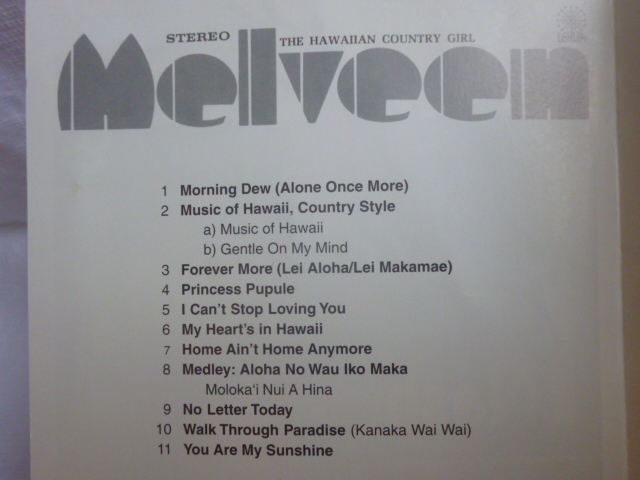 STEREO THE HAWAIIAN COUNTRY GIRL
Melveen
1 Morning Dew (Alone Once More)
2 Music of Hawaii, Country Style
a) Music of Hawaii
b) Gentle On My Mind
3 Forever More (Lei Aloha/Lei Makamae)
4 Princess Pupule
5 I Can't Stop Loving You
6 My Heart's in Hawaii
7 Home Ain't Home Anymore
8 Medley: Aloha No Wau Iko Maka
Moloka‘i Nui A Hina
9 No Letter Today
10 Walk Through Paradise (Kanaka Wai Wai)
11 You Are My Sunshine